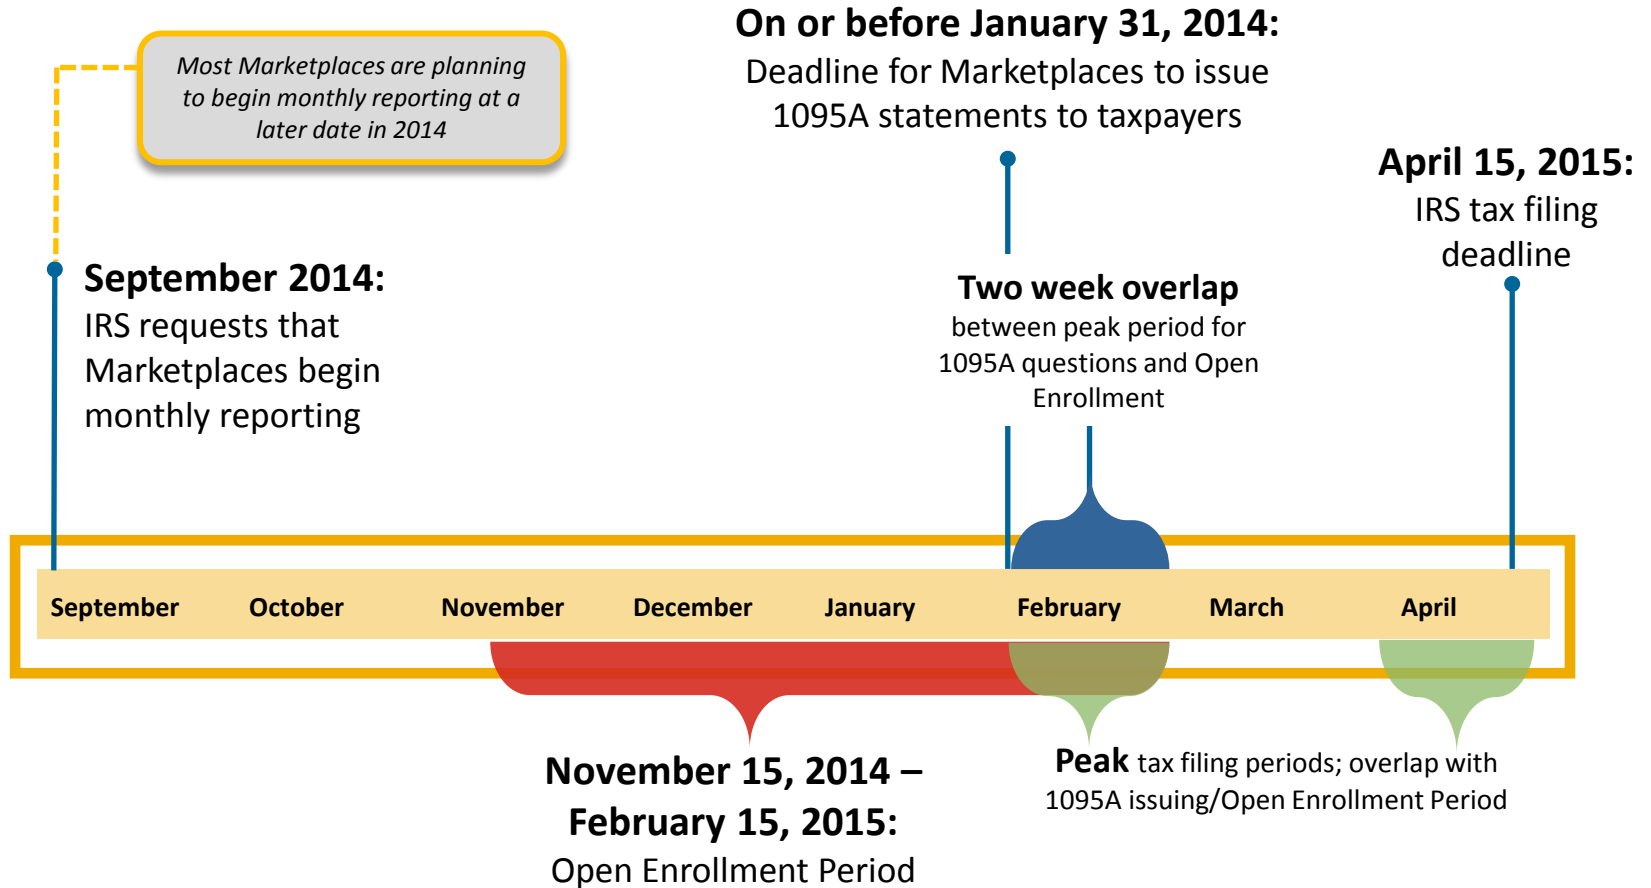 Most Marketplaces are planning
to begin monthly reporting at a
later date in 2014
On or before January 31, 2014:
Deadline for Marketplaces to issue
1095A statements to taxpayers
April 15, 2015:
IRS tax filing
deadline
September 2014:
IRS requests that
Marketplaces begin
monthly reporting
Two week overlap
between peak period for
1095A questions and Open
Enrollment
September October November December January February March April
November 15, 2014 –
February 15, 2015:
Open Enrollment Period
Peak tax filing periods; overlap with
1095A issuing/Open Enrollment Period